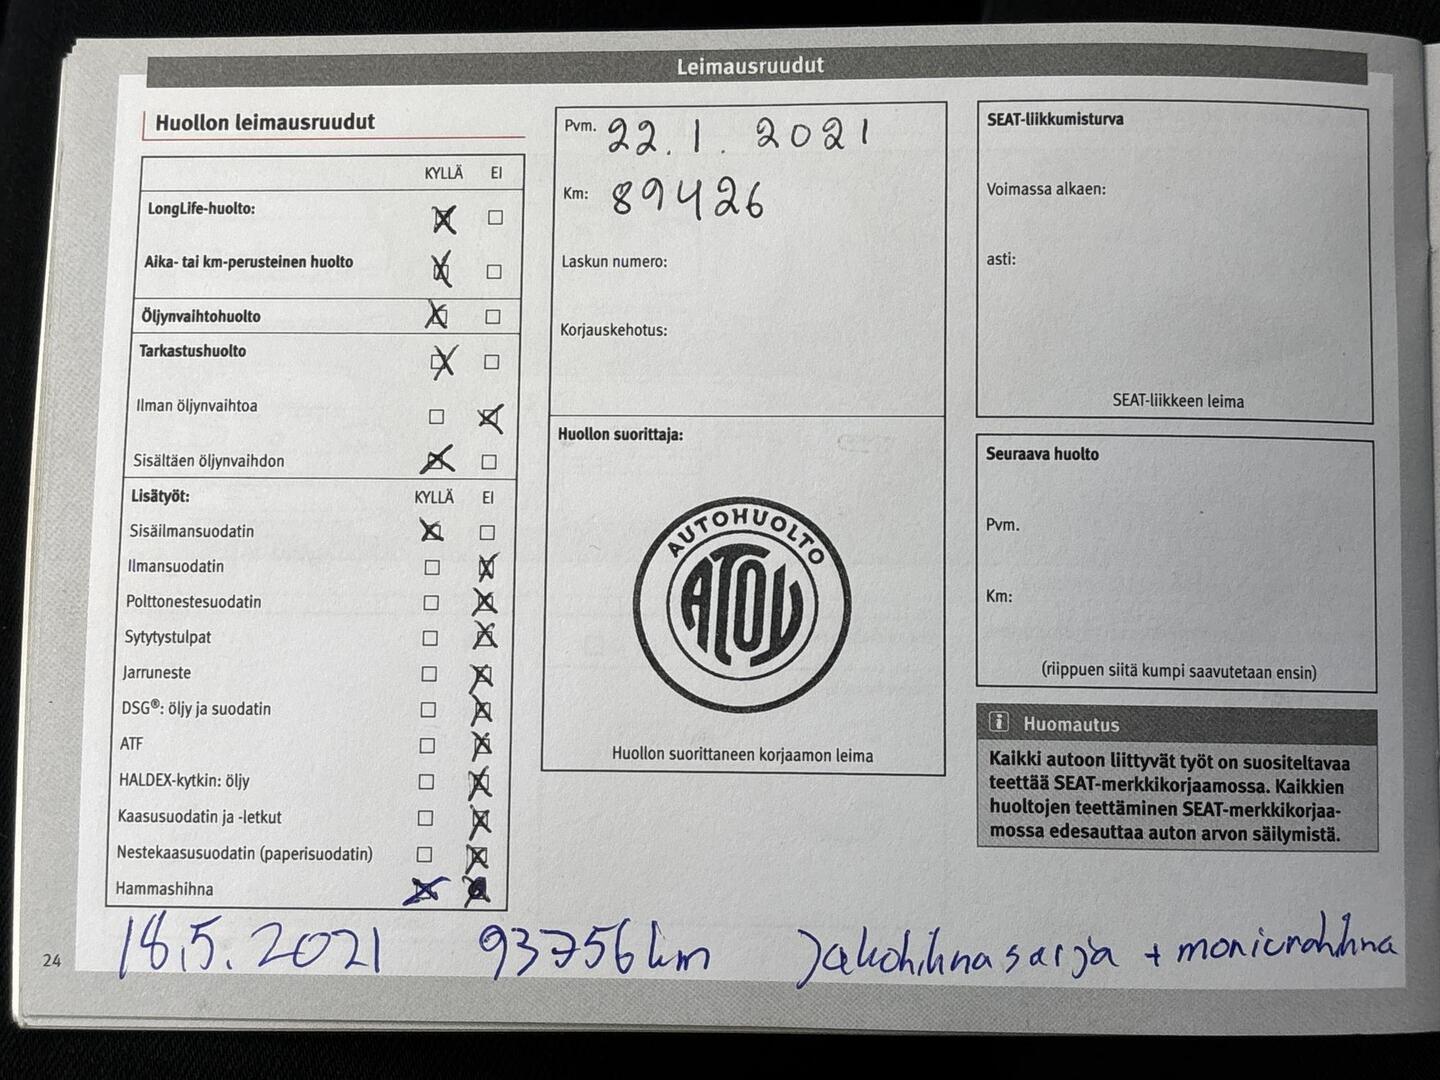 Leimausruudut
Huollon leimausruudut
KYLLÄ EI
LongLife-huolto:
Aika- tai km-perusteinen huolto
Öljynvaihtohuolto
Tarkastushuolto
Ilman öljynvaihtoa
Sisältäen öljynvaihdon
Lisätyöt: KYLLÄ EI
Sisäilmansuodatin
Ilmansuodatin
Polttonestesuodatin
Sytytystulpat
Jarruneste
DSG®: öljy ja suodatin
ATF
HALDEX-kytkin: öljy
Kaasusuodatin ja -letkut
Nestekaasusuodatin (paperisuodatin)
Hammashihna
Pvm. 22.1.2021
Km: 89426
Laskun numero:
Korjauskehotus:
Huollon suorittaja:
AUTOHUOLTO
ATOV
Huollon suorittaneen korjaamon leima
SEAT-liikkumisturva
Voimassa alkaen:
asti:
SEAT-liikkeen leima
Seuraava huolto
Pvm.
Km:
(riippuen siitä kumpi saavutetaan ensin)
i Huomautus
Kaikki autoon liittyvät työt on suositeltavaa
teettää SEAT-merkkikorjaamossa. Kaikkien
huoltojen teettäminen SEAT-merkkikorjaa-
mossa edesauttaa auton arvon säilymistä.
18.5.2021 93756km Jakohihnasarja + moniurahihna
24